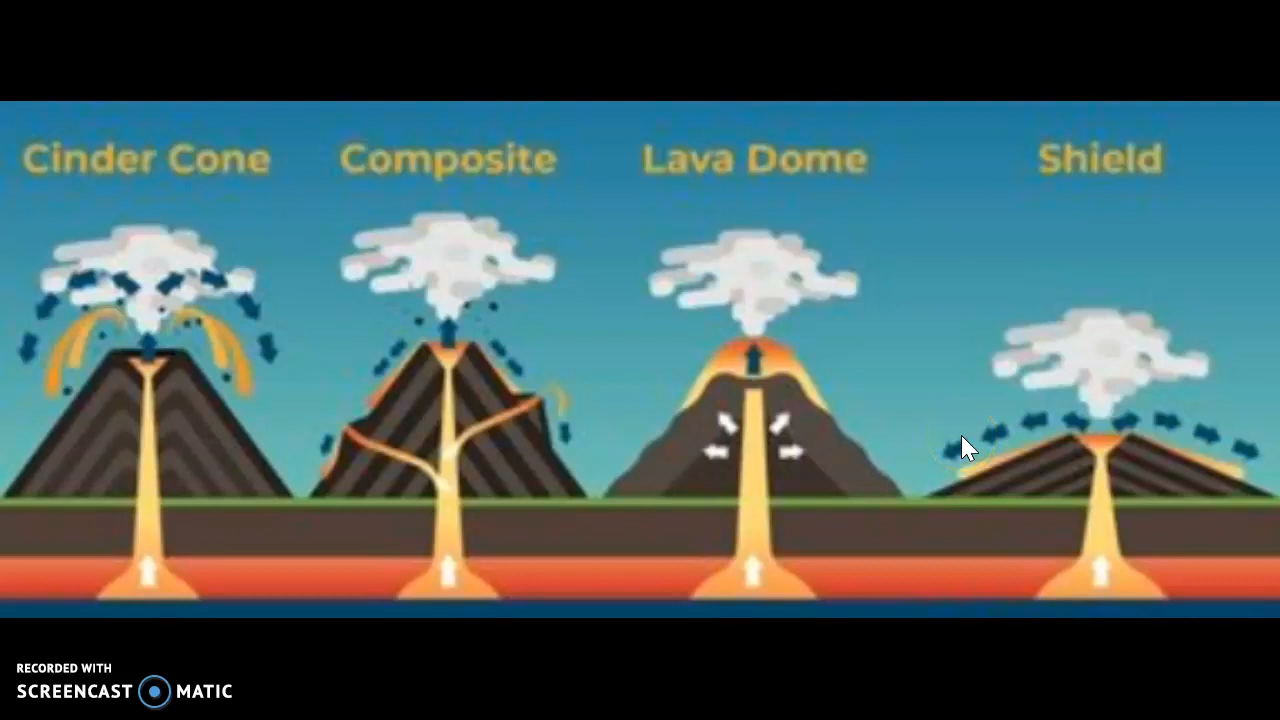 Cinder Cone
Composite
Lava Dome
Shield
RECORDED WITH
SCREENCAST MATIC